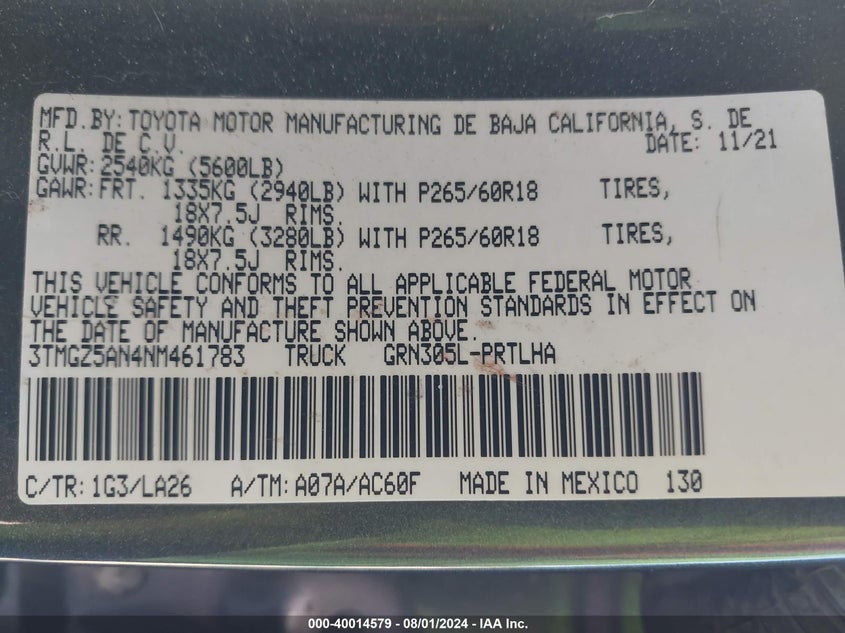 MFD.BY:TOYOTA MOTOR MANUFACTURING DE BAJA CALIFORNIA, S. DE
R.L. DE C.V. DATE: 11/21
GVWR:2540KG (5600LB)
GAWR:FRT. 1335KG (2940LB) WITH P265/60R18 TIRES,
18X7.5J RIMS.
RR. 1490KG (3280LB) WITH P265/60R18 TIRES,
18X7.5J RIMS.
THIS VEHICLE CONFORMS TO ALL APPLICABLE FEDERAL MOTOR
VEHICLE SAFETY AND THEFT PREVENTION STANDARDS IN EFFECT ON
THE DATE OF MANUFACTURE SHOWN ABOVE.
3TMGZ5AN4NM461783 TRUCK GRN305L-PRTLHA
C/TR:1G3/LA26 A/TM:A07A/AC60F MADE IN MEXICO 130
000-40014579 - 08/01/2024 - IAA Inc.